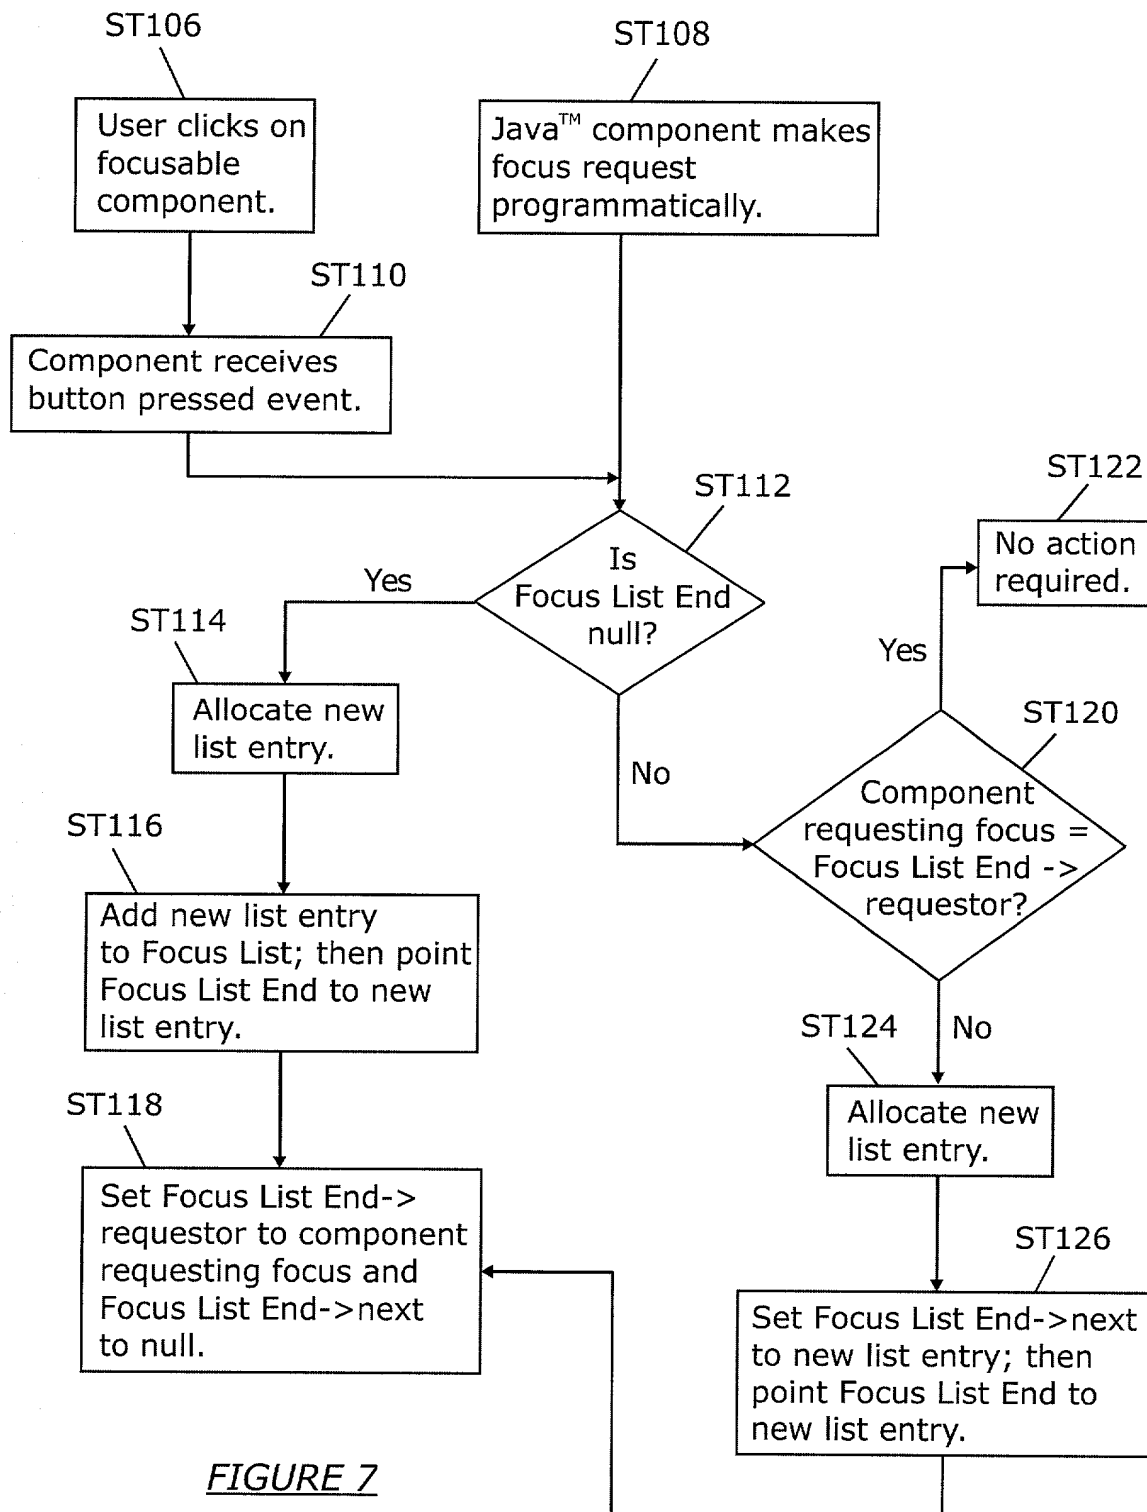 ST106
User clicks on
focusable
component.
ST108
Java™ component makes
focus request
programmatically.
ST110
Component receives
button pressed event.
ST112
Is
Focus List End
null?
Yes
ST114
Allocate new
list entry.
ST116
Add new list entry
to Focus List; then point
Focus List End to new
list entry.
ST118
Set Focus List End->
requestor to component
requesting focus and
Focus List End->next
to null.
No
ST122
No action
required.
Yes
ST120
Component
requesting focus =
Focus List End ->
requestor?
No
ST124
Allocate new
list entry.
ST126
Set Focus List End->next
to new list entry; then
point Focus List End to
new list entry.
FIGURE 7